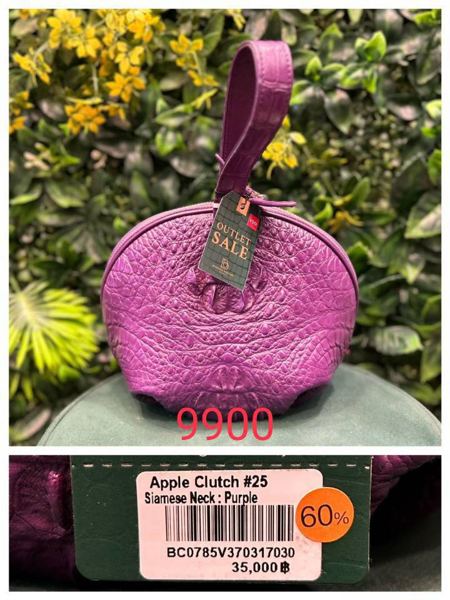 OUTLET
SALE
9900
Apple Clutch #25
Siamese Neck : Purple
60%
BC0785V370317030
35,000฿